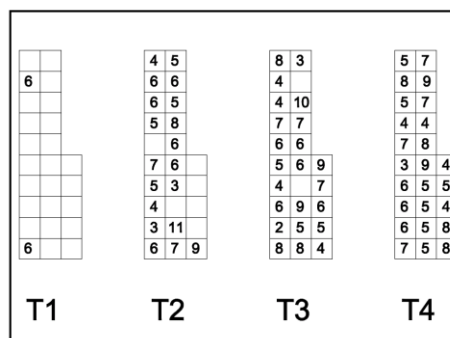 4 5 8 3 5 7
6 6 6 4 8 9
6 5 4 10 5 7
5 8 7 7 4 4
6 6 6 7 8
7 6 5 6 9 3 9 4
5 3 4 7 6 5 5
4 6 9 6 6 5 4
3 11 2 5 5 6 5 8
6 6 7 9 8 8 4 7 5 8
T1 T2 T3 T4